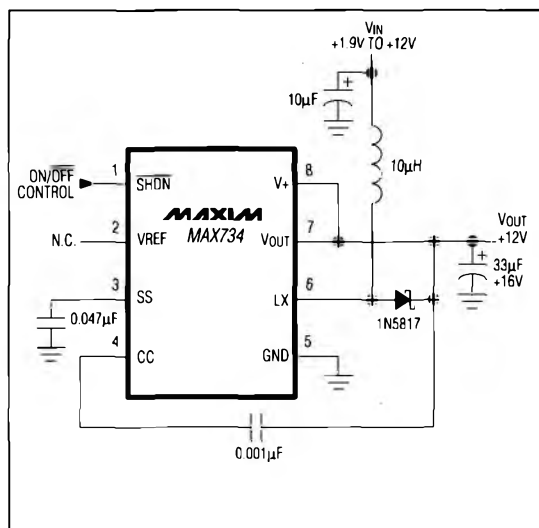 VIN
+1.9V TO +12V
+
10µF
10µH
ON/OFF
CONTROL
1
SHDN
V+
8
MAXIM
MAX734
N.C.
2
VREF
VOUT
7
VOUT
+12V
+
33µF
+16V
3
SS
LX
6
1N5817
0.047µF
4
CC
GND
5
0.001µF